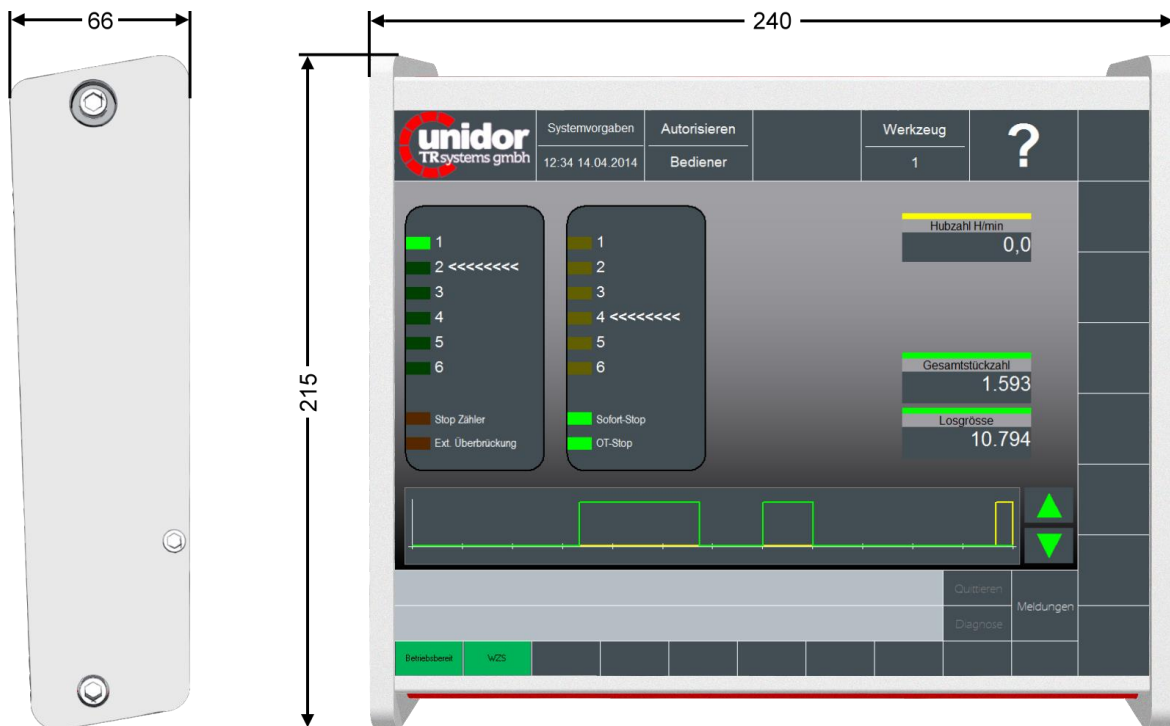 66
240
215
unidor
TR systems gmbh
Systemvorgaben
12:34 14.04.2014
Autorisieren
Bediener
Werkzeug
1
?
1
2 <<<<<<<<
3
4
5
6
Stop Zähler
Ext. Überbrückung
1
2
3
4 <<<<<<<<
5
6
Sofort-Stop
OT-Stop
Hubzahl H/min
0,0
Gesamtstückzahl
1.593
Losgrösse
10.794
Quittieren
Diagnose
Meldungen
Betriebsbereit
WZS